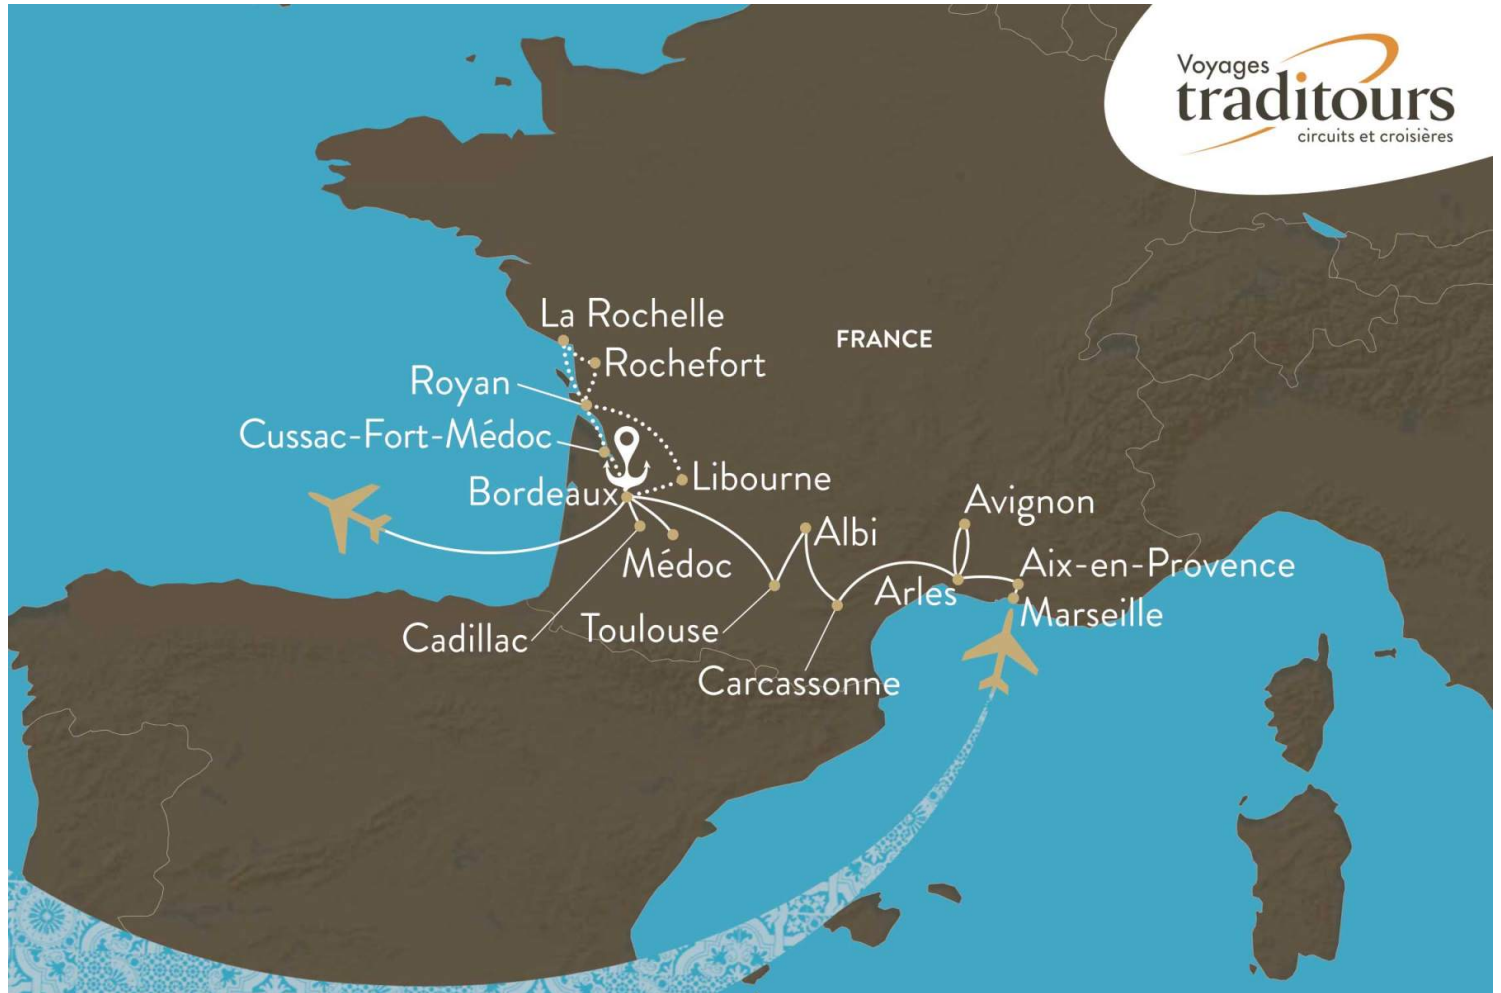 Voyages
traditours
circuits et croisières
La Rochelle
FRANCE
Rochefort
Royan
Cussac-Fort-Médoc
Libourne
Bordeaux
Avignon
Albi
Médoc
Aix-en-Provence
Arles
Marseille
Cadillac
Toulouse
Carcassonne